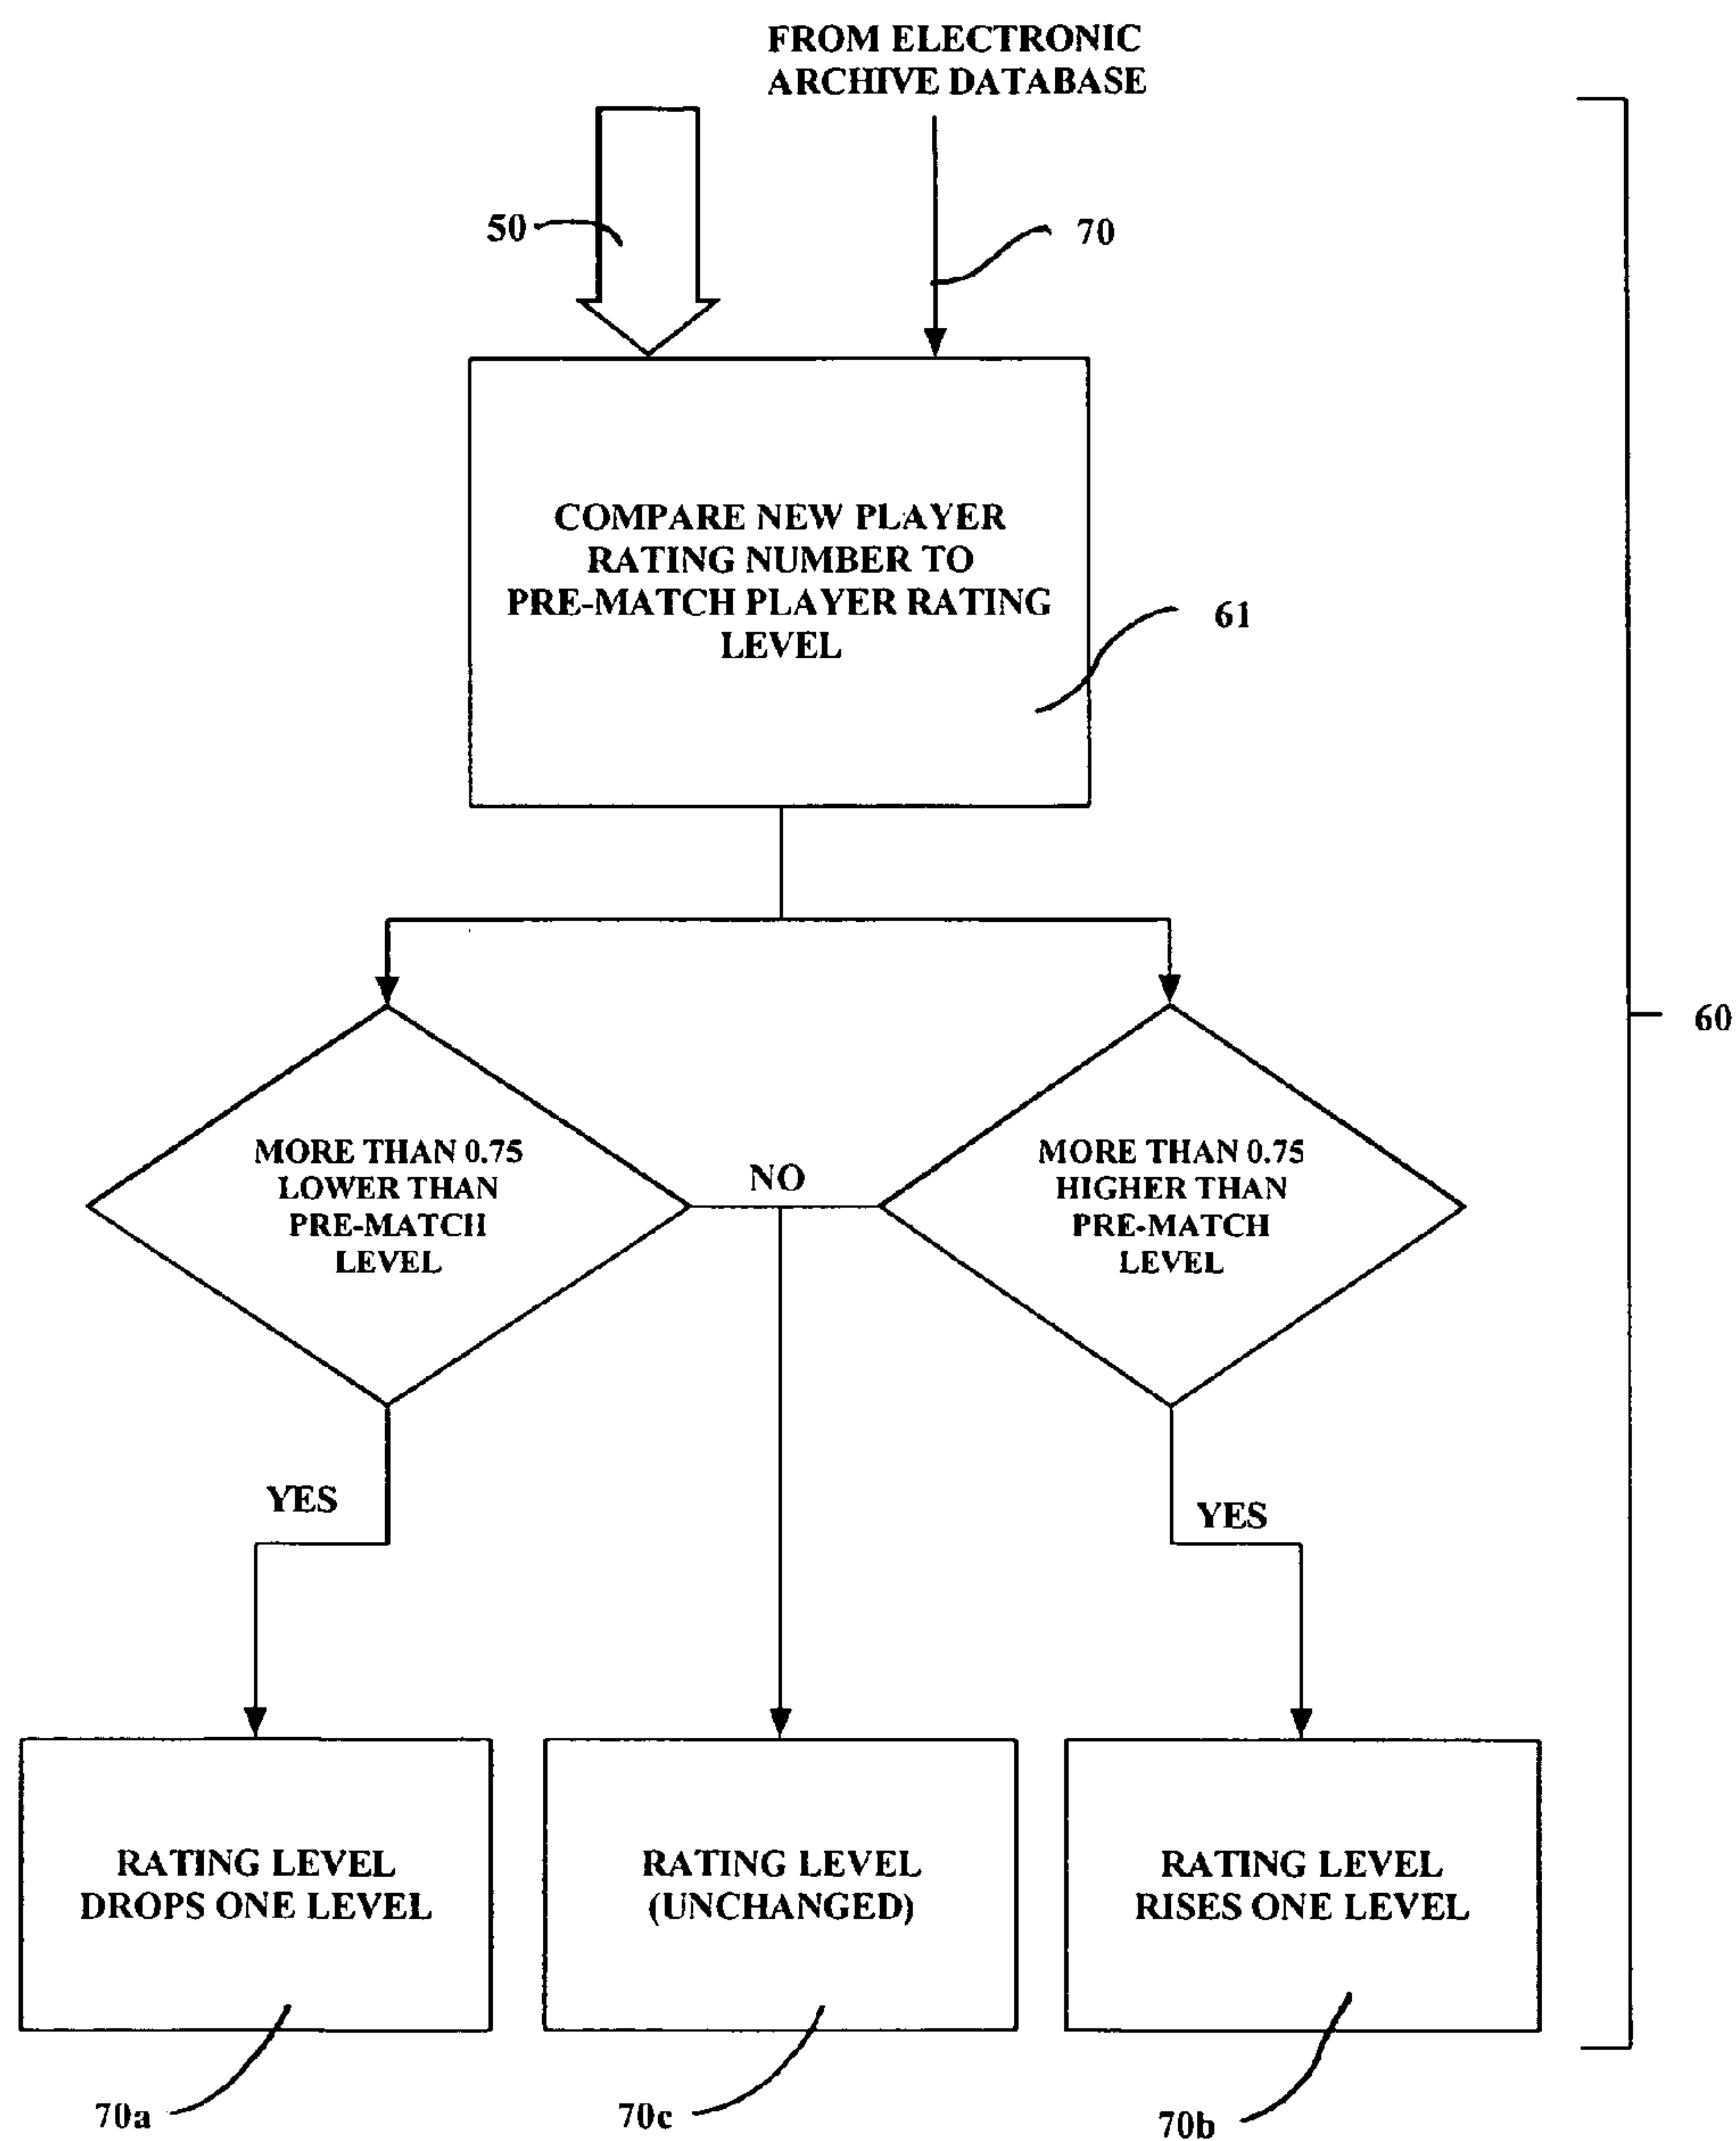 FROM ELECTRONIC
ARCHIVE DATABASE
50
70
COMPARE NEW PLAYER
RATING NUMBER TO
PRE-MATCH PLAYER RATING
LEVEL
61
60
MORE THAN 0.75
LOWER THAN
PRE-MATCH
LEVEL
NO
MORE THAN 0.75
HIGHER THAN
PRE-MATCH
LEVEL
YES
YES
RATING LEVEL
DROPS ONE LEVEL
RATING LEVEL
(UNCHANGED)
RATING LEVEL
RISES ONE LEVEL
70a
70c
70b